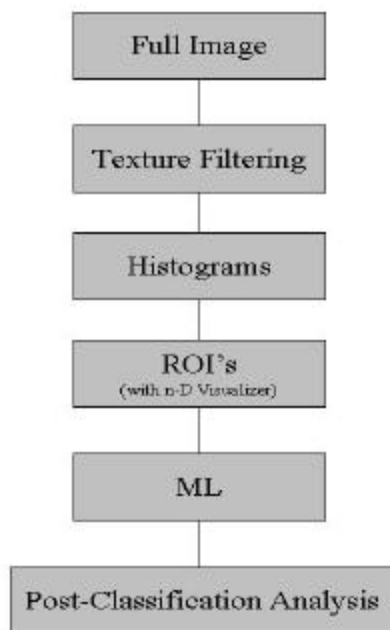 Full Image
Texture Filtering
Histograms
ROI's
(with n-D Visualizer)
ML
Post-Classification Analysis